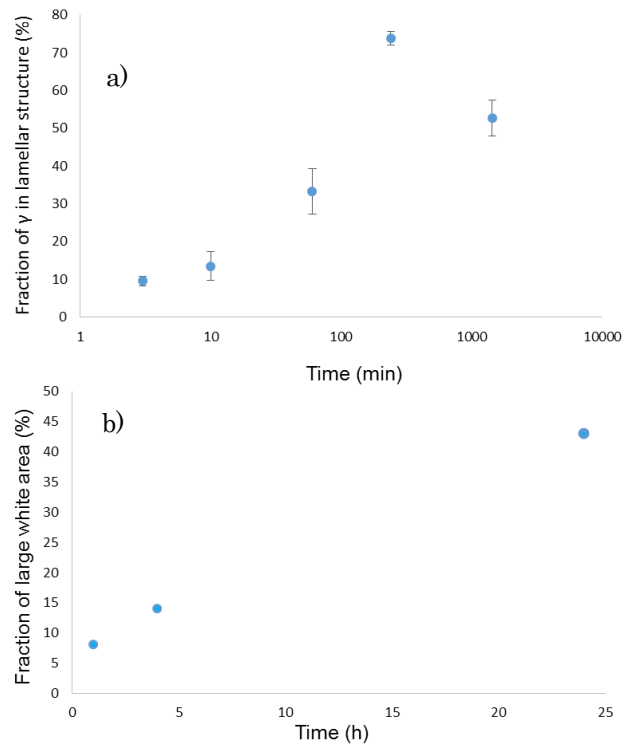 a)
Fraction of γ in lamellar structure (%)
80
70
60
50
40
30
20
10
0
1 10 100 1000 10000
Time (min)
b)
Fraction of large white area (%)
50
45
40
35
30
25
20
15
10
5
0
0 5 10 15 20 25
Time (h)